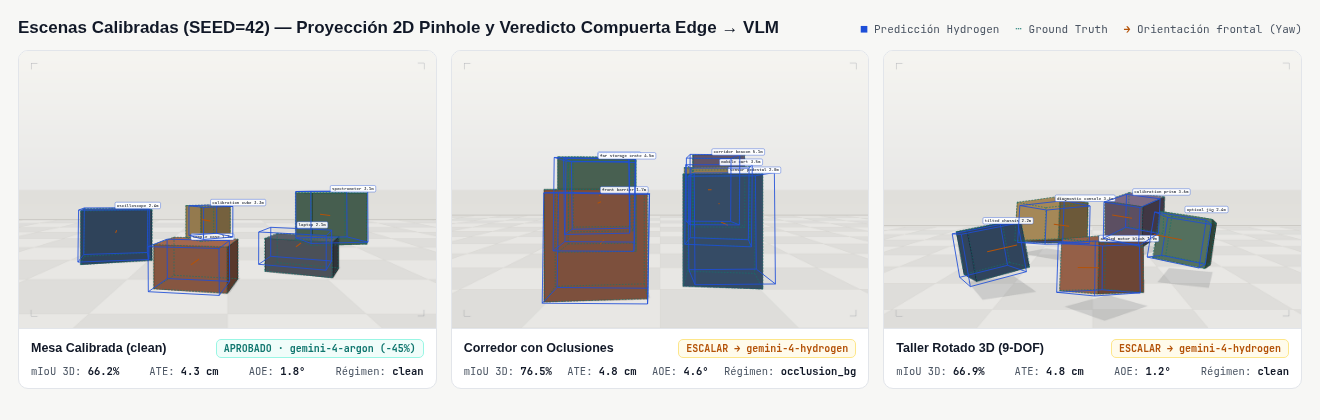 Escenas Calibradas (SEED=42) — Proyección 2D Pinhole y Veredicto Compuerta Edge → VLM
Predicción Hydrogen Ground Truth Orientación frontal (Yaw)
oscilloscope 2.4m
calibration cube 3.3m
spectrometer 3.1m
laptop 2.5m
far storage crate 4.5m
front barrier 1.7m
corridor beacon 5.1m
diagnostic console
tilted chassis 2.2m
calibration prism 3.6m
optical jig 2.4m
Mesa Calibrada (clean) APROBADO · gemini-4-argon (-45%)
mIoU 3D: 66.2% ATE: 4.3 cm AOE: 1.8° Régimen: clean
Corredor con Oclusiones ESCALAR → gemini-4-hydrogen
mIoU 3D: 76.5% ATE: 4.8 cm AOE: 4.6° Régimen: occlusion_bg
Taller Rotado 3D (9-DOF) ESCALAR → gemini-4-hydrogen
mIoU 3D: 66.9% ATE: 4.8 cm AOE: 1.2° Régimen: clean